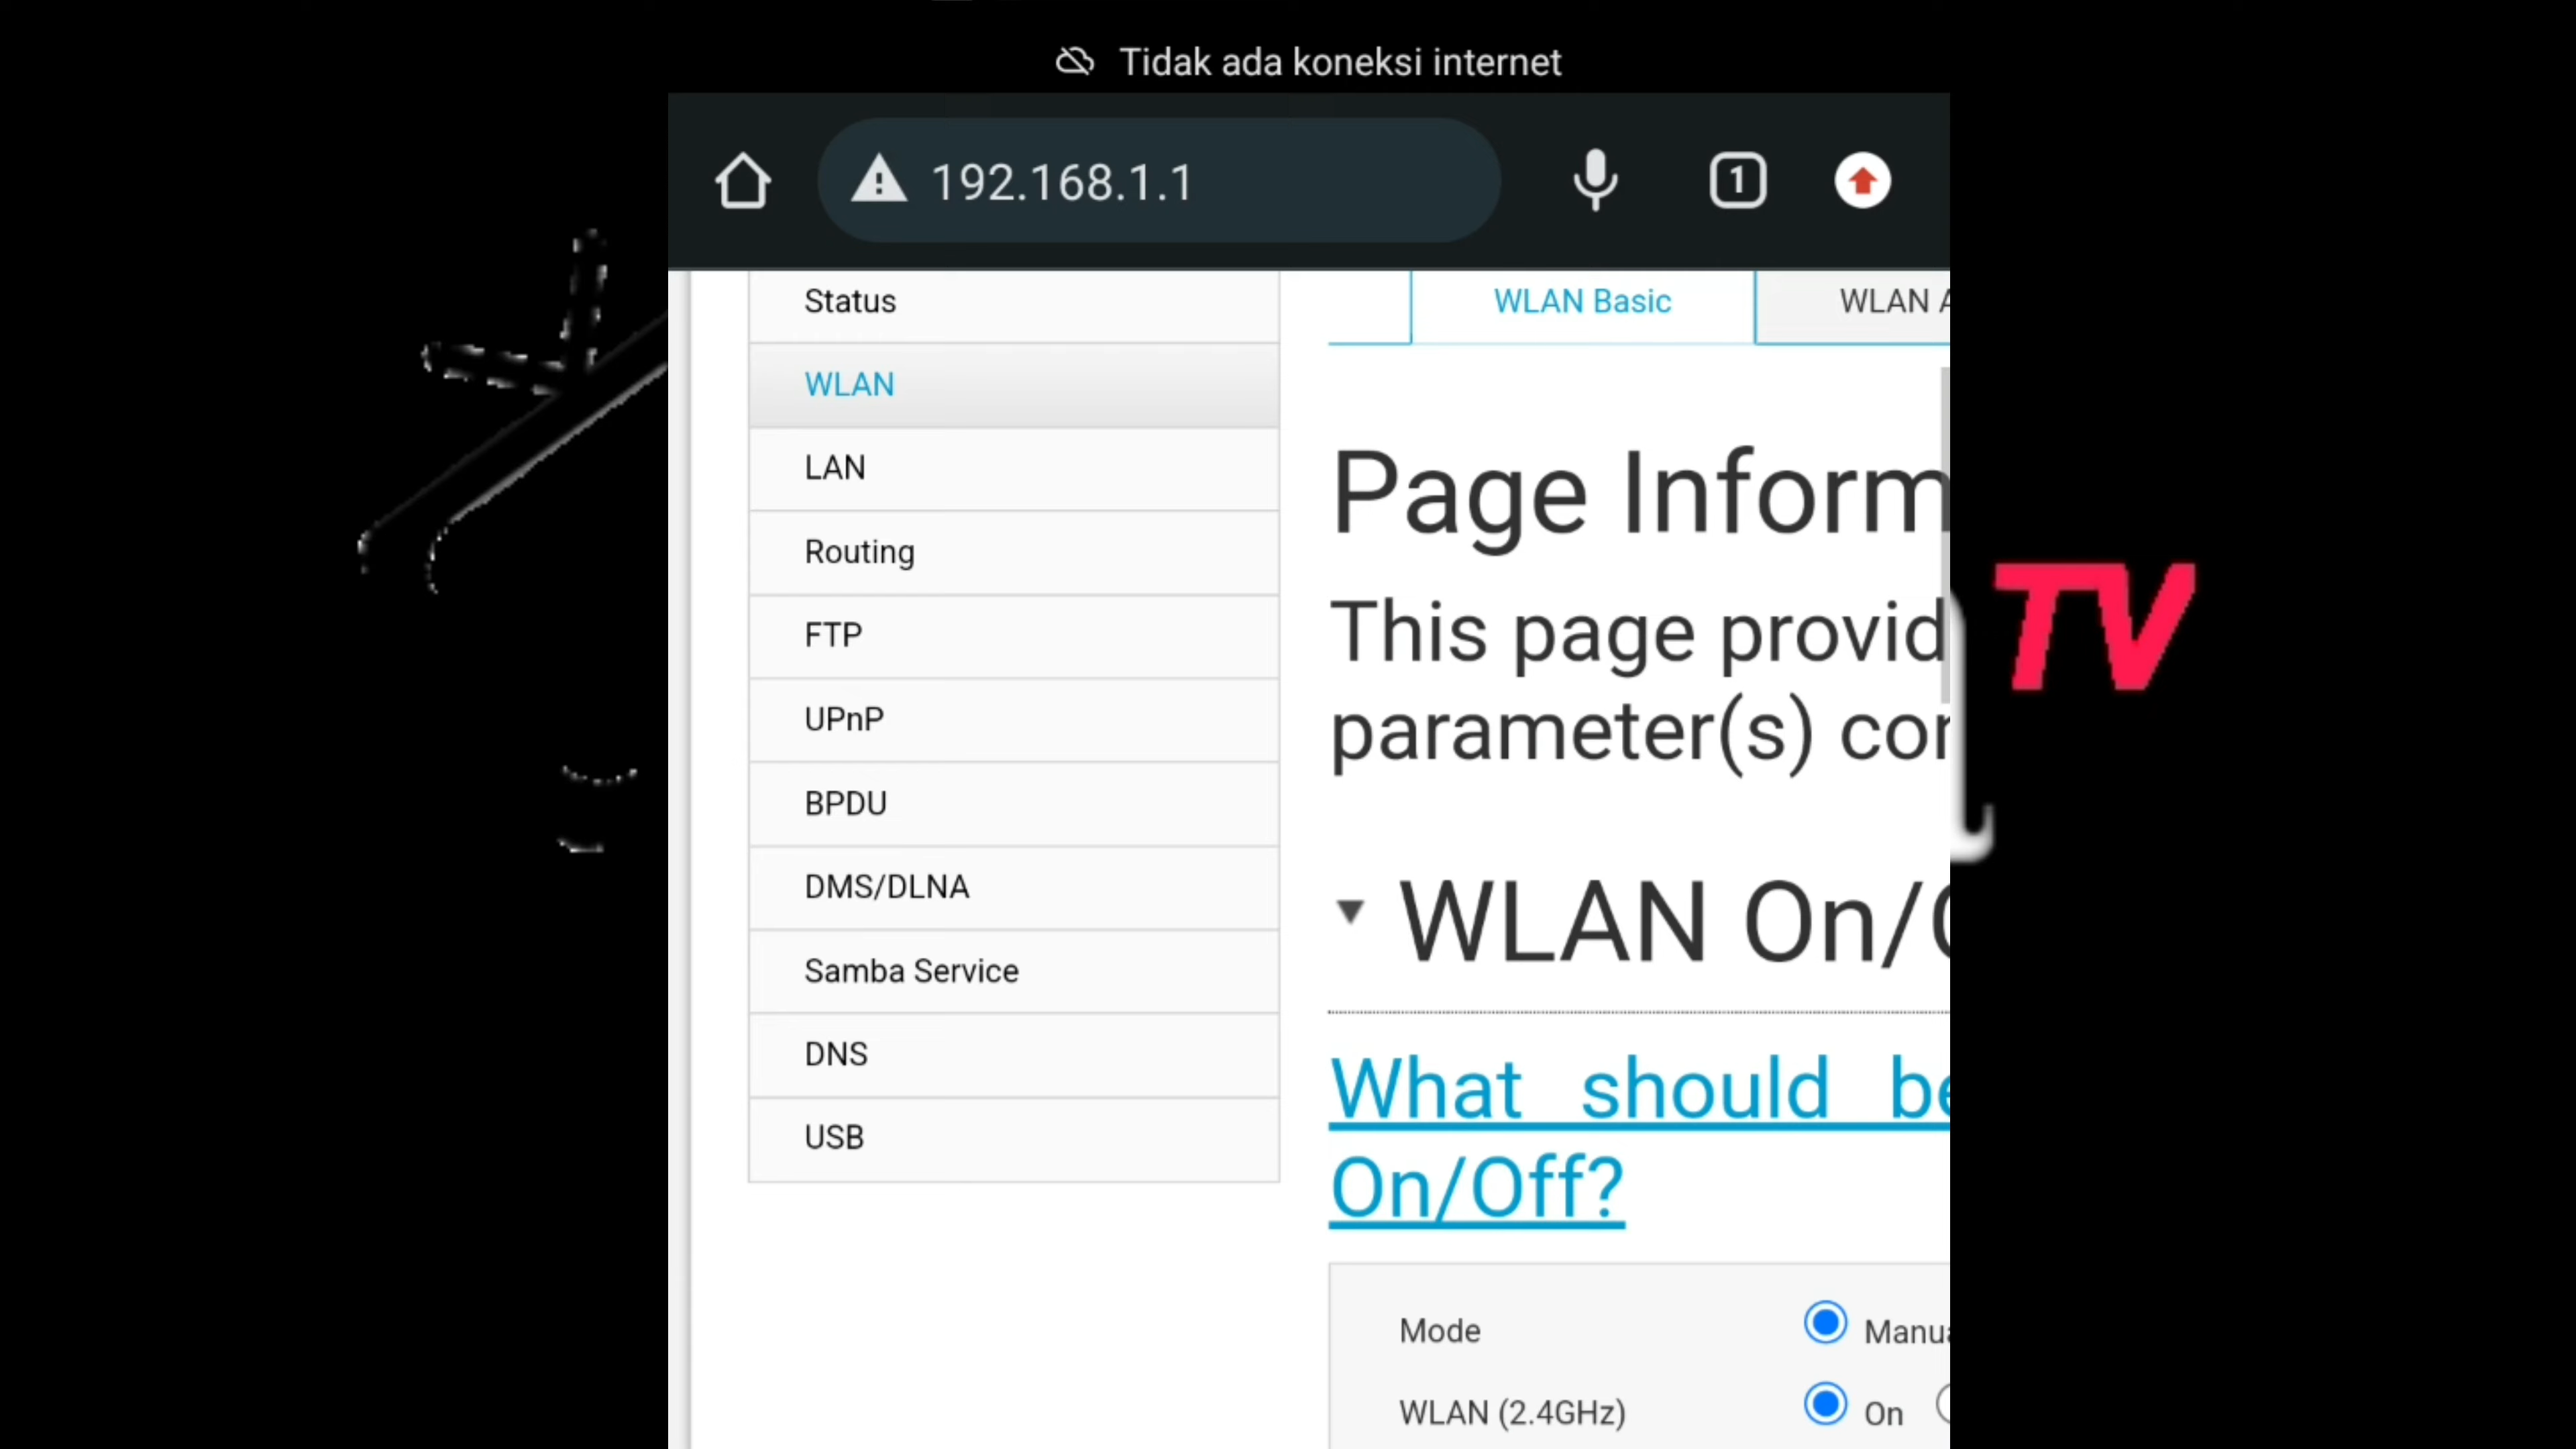 Tidak ada koneksi internet
192.168.1.1
1
Status
WLAN
LAN
Routing
FTP
UPnP
BPDU
DMS/DLNA
Samba Service
DNS
USB
WLAN Basic
WLAN
Page Inform
This page provid
parameter(s)
WLAN On/
What should be
On/Off?
Mode
Manua
WLAN (2.4GHz)
On
TV